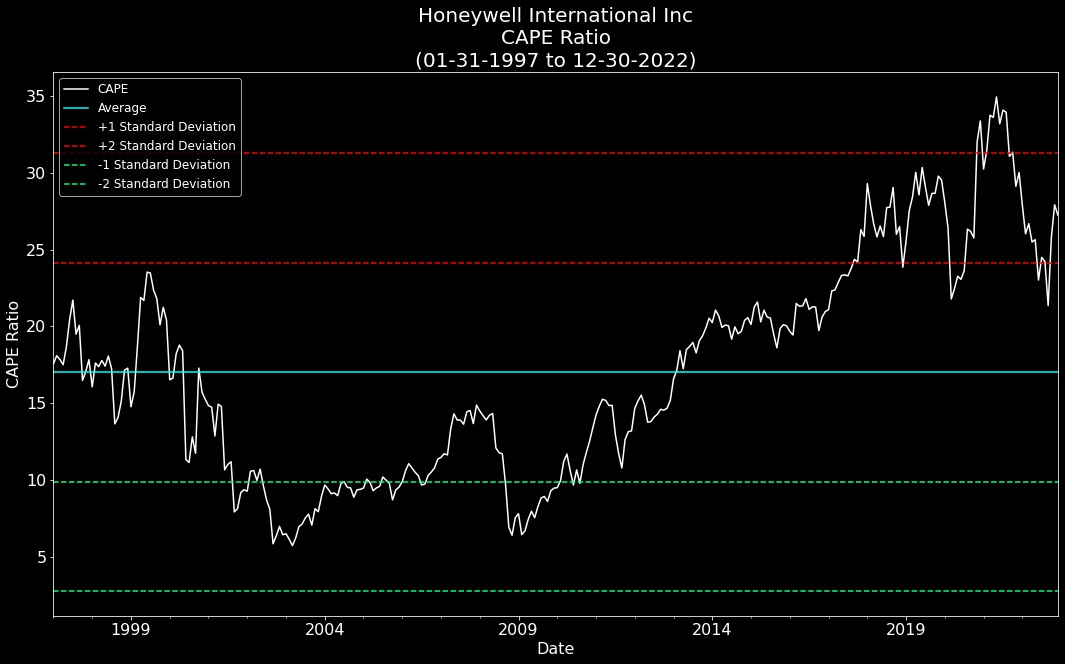 Honeywell International Inc
CAPE Ratio
(01-31-1997 to 12-30-2022)
CAPE
Average
+1 Standard Deviation
+2 Standard Deviation
-1 Standard Deviation
-2 Standard Deviation
35
30
25
20
15
10
5
CAPE Ratio
1999 2004 2009 2014 2019
Date